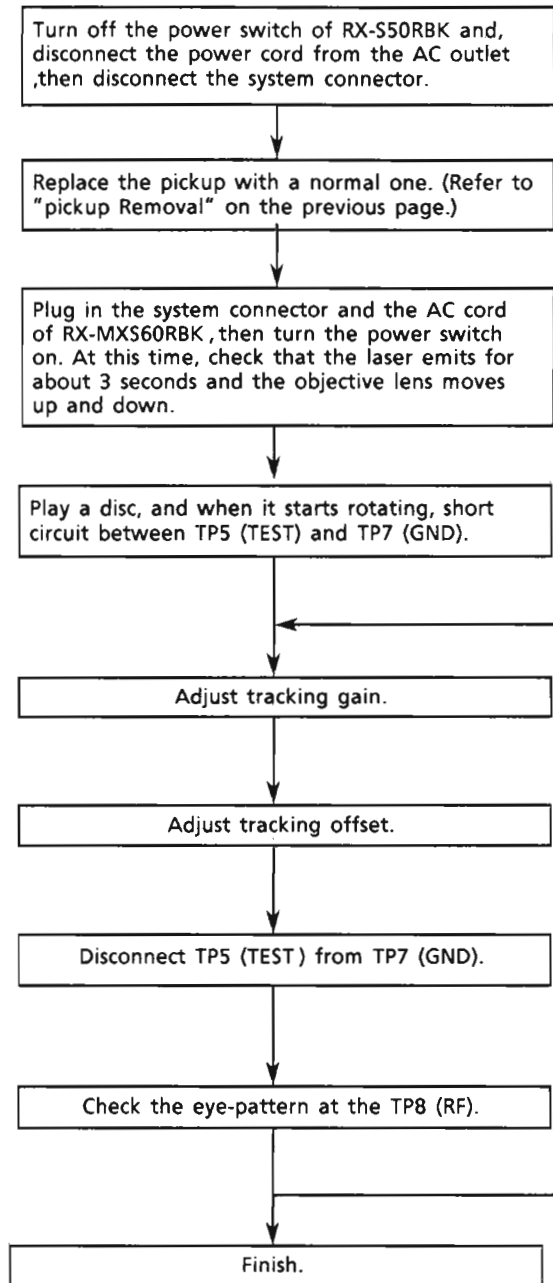 Turn off the power switch of RX-S50RBK and,
disconnect the power cord from the AC outlet
,then disconnect the system connector.
Replace the pickup with a normal one. (Refer to
"pickup Removal" on the previous page.)
Plug in the system connector and the AC cord
of RX-MXS60RBK, then turn the power switch
on. At this time, check that the laser emits for
about 3 seconds and the objective lens moves
up and down.
Play a disc, and when it starts rotating, short
circuit between TP5 (TEST) and TP7 (GND).
Adjust tracking gain.
Adjust tracking offset.
Disconnect TP5 (TEST) from TP7 (GND).
Check the eye-pattern at the TP8 (RF).
Finish.